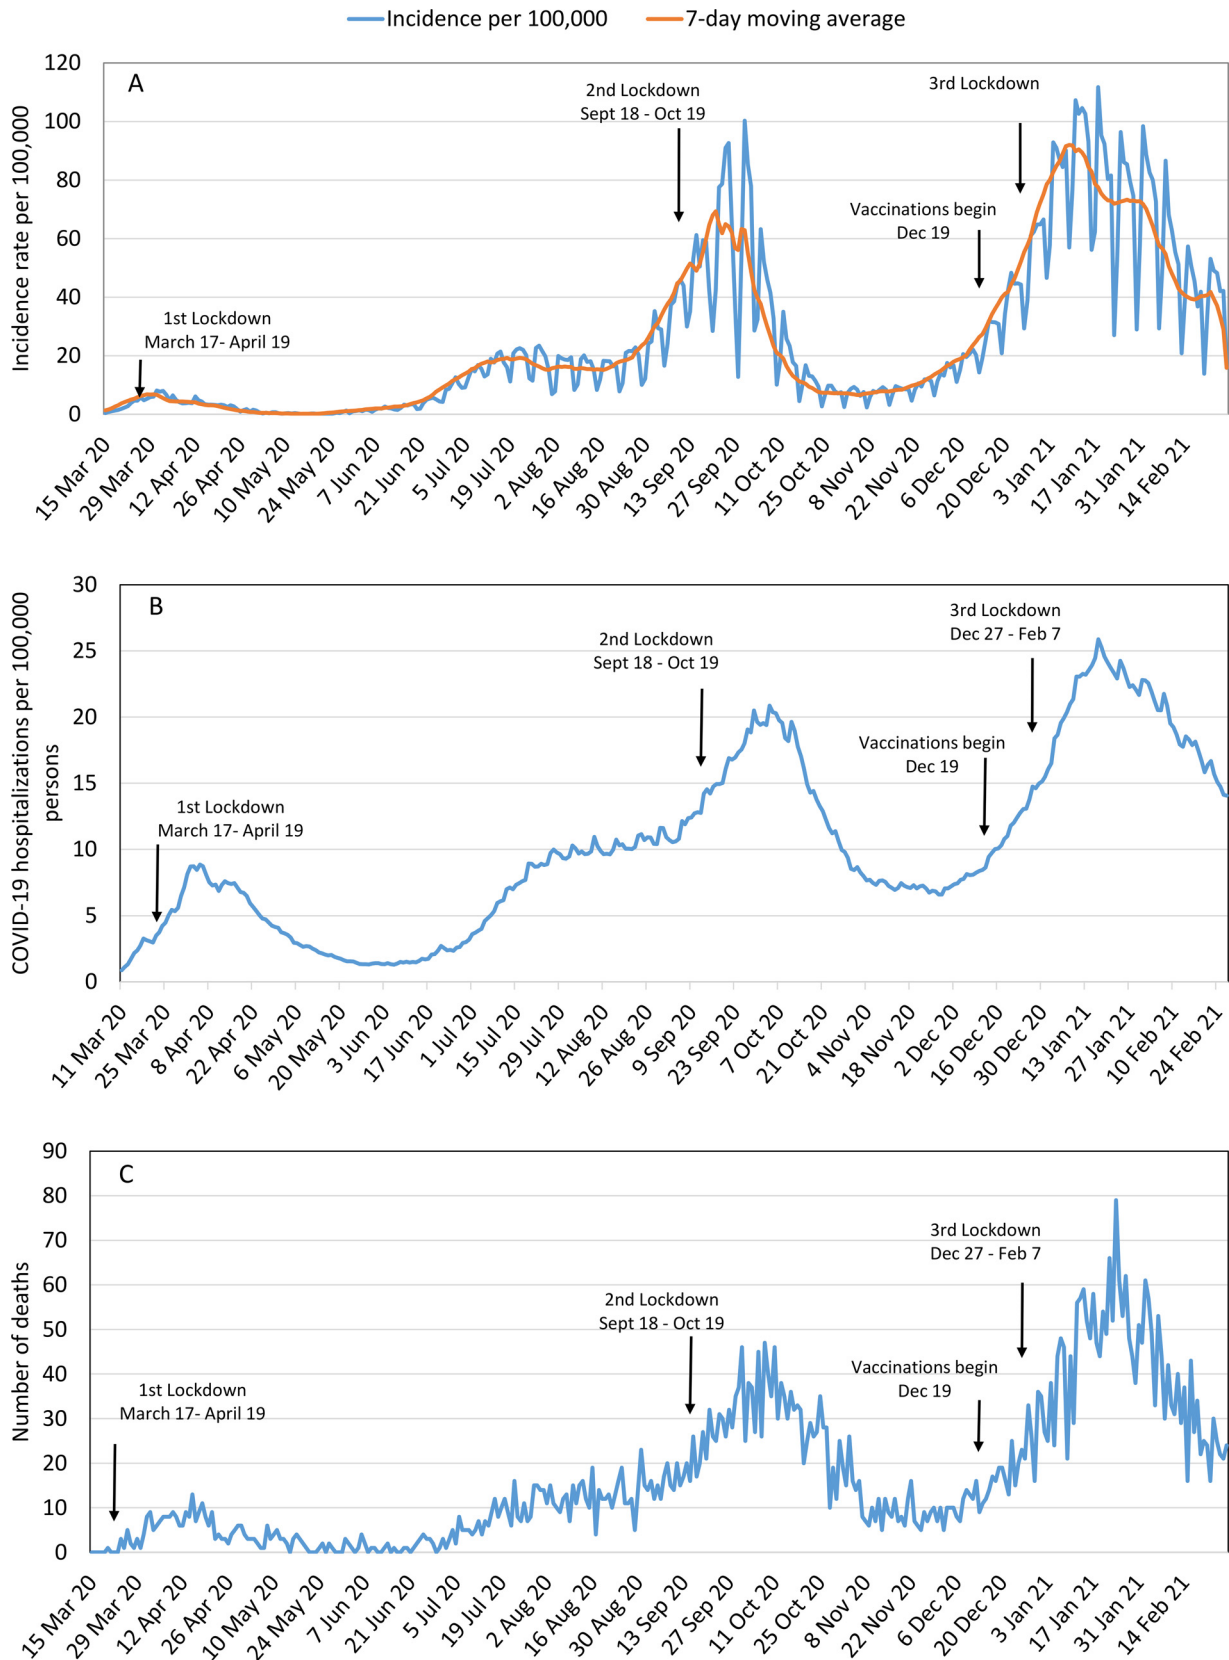 Incidence per 100,000 7-day moving average
A
Incidence rate per 100,000
120
100
80
60
40
20
0
1st Lockdown
March 17- April 19
2nd Lockdown
Sept 18 - Oct 19
Vaccinations begin
Dec 19
3rd Lockdown
15 Mar 20
29 Mar 20
12 Apr 20
26 Apr 20
10 May 20
24 May 20
7 Jun 20
21 Jun 20
5 Jul 20
19 Jul 20
2 Aug 20
16 Aug 20
30 Aug 20
13 Sep 20
27 Sep 20
11 Oct 20
25 Oct 20
8 Nov 20
22 Nov 20
6 Dec 20
20 Dec 20
3 Jan 21
17 Jan 21
31 Jan 21
14 Feb 21
B
COVID-19 hospitalizations per 100,000
persons
30
25
20
15
10
5
0
1st Lockdown
March 17- April 19
2nd Lockdown
Sept 18 - Oct 19
Vaccinations begin
Dec 19
3rd Lockdown
Dec 27 - Feb 7
11 Mar 20
25 Mar 20
8 Apr 20
22 Apr 20
6 May 20
20 May 20
3 Jun 20
17 Jun 20
1 Jul 20
15 Jul 20
29 Jul 20
12 Aug 20
26 Aug 20
9 Sep 20
23 Sep 20
7 Oct 20
21 Oct 20
4 Nov 20
18 Nov 20
2 Dec 20
16 Dec 20
30 Dec 20
13 Jan 21
27 Jan 21
10 Feb 21
24 Feb 21
C
Number of deaths
90
80
70
60
50
40
30
20
10
0
1st Lockdown
March 17- April 19
2nd Lockdown
Sept 18 - Oct 19
Vaccinations begin
Dec 19
3rd Lockdown
Dec 27 - Feb 7
15 Mar 20
29 Mar 20
12 Apr 20
26 Apr 20
10 May 20
24 May 20
7 Jun 20
21 Jun 20
5 Jul 20
19 Jul 20
2 Aug 20
16 Aug 20
30 Aug 20
13 Sep 20
27 Sep 20
11 Oct 20
25 Oct 20
8 Nov 20
22 Nov 20
6 Dec 20
20 Dec 20
3 Jan 21
17 Jan 21
31 Jan 21
14 Feb 21